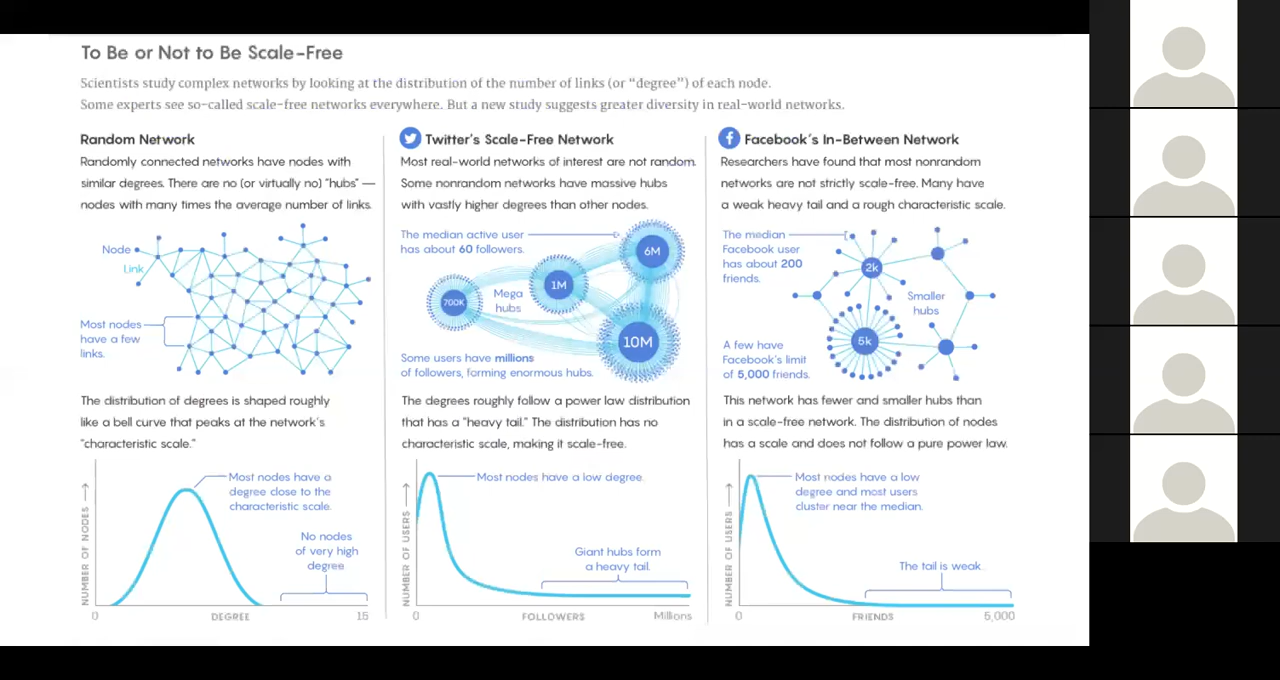 To Be or Not to Be Scale-Free
Scientists study complex networks by looking at the distribution of the number of links (or “degree”) of each node.
Some experts see so-called scale-free networks everywhere. But a new study suggests greater diversity in real-world networks.
Random Network
Randomly connected networks have nodes with
similar degrees. There are no (or virtually no) “hubs” —
nodes with many times the average number of links.
Node
Link
Most nodes
have a few
links.
The distribution of degrees is shaped roughly
like a bell curve that peaks at the network’s
“characteristic scale.”
Most nodes have a
degree close to the
characteristic scale.
No nodes
of very high
degree
NUMBER OF NODES
0
DEGREE
15
Twitter’s Scale-Free Network
Most real-world networks of interest are not random.
Some nonrandom networks have massive hubs
with vastly higher degrees than other nodes.
The median active user
has about 60 followers.
6M
1M
700K
Mega
hubs
10M
Some users have millions
of followers, forming enormous hubs.
The degrees roughly follow a power law distribution
that has a “heavy tail.” The distribution has no
characteristic scale, making it scale-free.
Most nodes have a low degree.
Giant hubs form
a heavy tail.
NUMBER OF USERS
0
FOLLOWERS
Millions
Facebook’s In-Between Network
Researchers have found that most nonrandom
networks are not strictly scale-free. Many have
a weak heavy tail and a rough characteristic scale.
The median
Facebook user
has about 200
friends.
2k
Smaller
hubs
5k
A few have
Facebook’s limit
of 5,000 friends.
This network has fewer and smaller hubs than
in a scale-free network. The distribution of nodes
has a scale and does not follow a pure power law.
Most nodes have a low
degree and most users
cluster near the median.
The tail is weak.
NUMBER OF USERS
0
FRIENDS
5,000